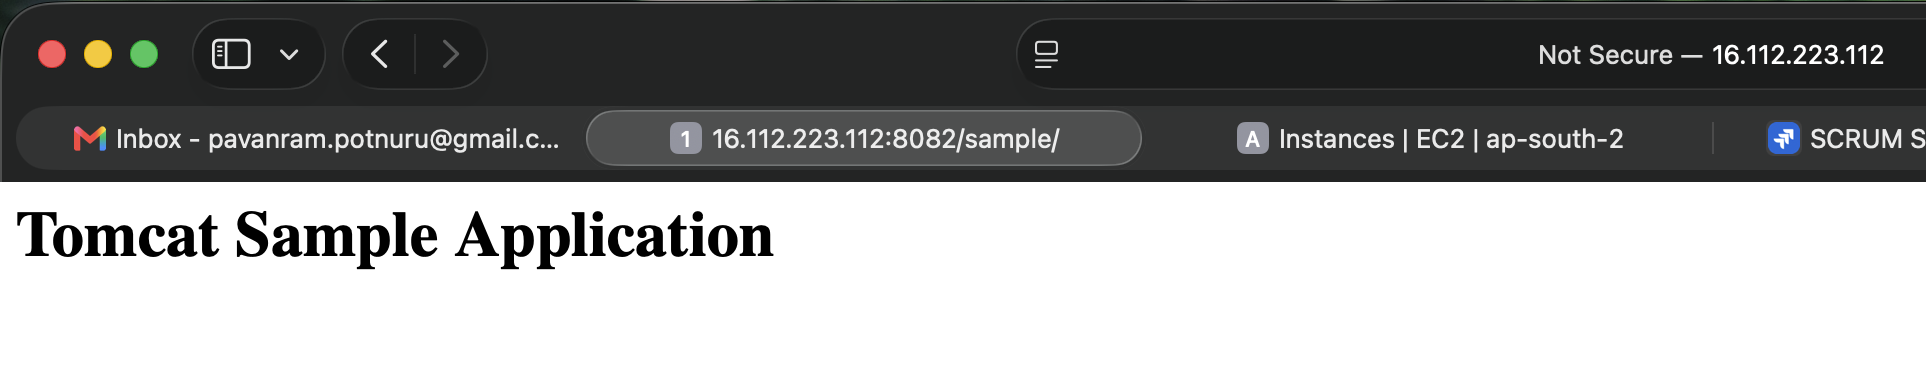 Not Secure — 16.112.223.112
Inbox - pavanram.potnuru@gmail.c...
1 16.112.223.112:8082/sample/
A Instances | EC2 | ap-south-2
SCRUM S
Tomcat Sample Application